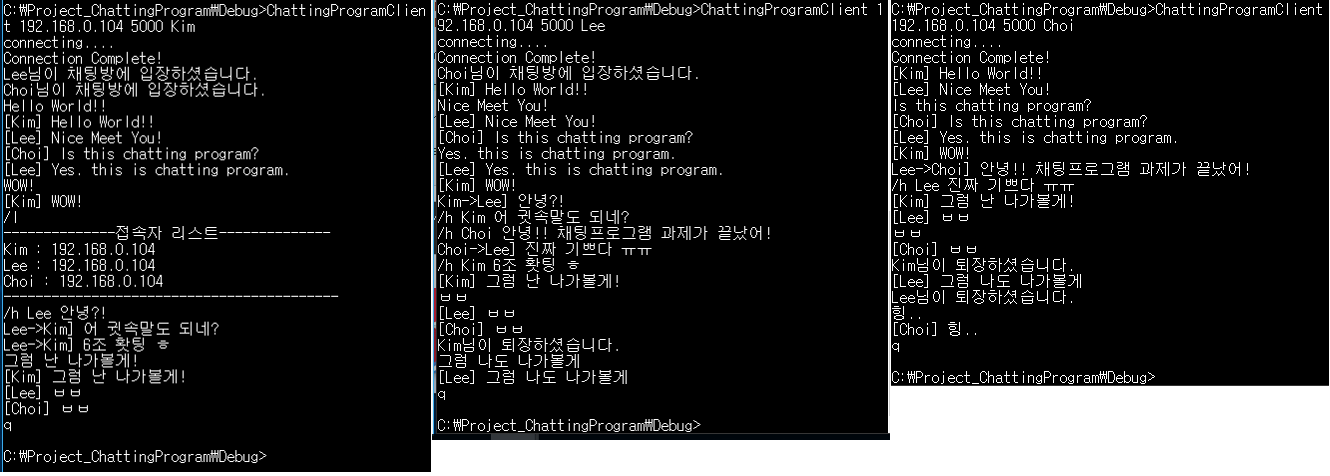 C:\Project_ChattingProgram\Debug>ChattingProgramClien
t 192.168.0.104 5000 Kim
connecting....
Connection Complete!
Lee님이 채팅방에 입장하셨습니다.
Choi님이 채팅방에 입장하셨습니다.
Hello World!!
[Kim] Hello World!!
[Lee] Nice Meet You!
[Choi] Is this chatting program?
[Lee] Yes. this is chatting program.
WOW!
[Kim] WOW!
/l
--------------접속자 리스트--------------
Kim : 192.168.0.104
Lee : 192.168.0.104
Choi : 192.168.0.104
------------------------------------------
/h Lee 안녕?!
Lee->Kim] 어 귓속말도 되네?
Lee->Kim] 6조 홧팅 ㅎ
그럼 난 나가볼게!
[Kim] 그럼 난 나가볼게!
[Lee] ㅂㅂ
[Choi] ㅂㅂ
q
C:\Project_ChattingProgram\Debug>
C:\Project_ChattingProgram\Debug>ChattingProgramClient 1
92.168.0.104 5000 Lee
connecting....
Connection Complete!
Choi님이 채팅방에 입장하셨습니다.
[Kim] Hello World!!
Nice Meet You!
[Lee] Nice Meet You!
[Choi] Is this chatting program?
Yes. this is chatting program.
[Lee] Yes. this is chatting program.
[Kim] WOW!
Kim->Lee] 안녕?!
/h Kim 어 귓속말도 되네?
/h Choi 안녕!! 채팅프로그램 과제가 끝났어!
Choi->Lee] 진짜 기쁘다 ㅠㅠ
/h Kim 6조 홧팅 ㅎ
[Kim] 그럼 난 나가볼게!
ㅂㅂ
[Lee] ㅂㅂ
[Choi] ㅂㅂ
Kim님이 퇴장하셨습니다.
그럼 나도 나가볼게
[Lee] 그럼 나도 나가볼게
q
C:\Project_ChattingProgram\Debug>
C:\Project_ChattingProgram\Debug>ChattingProgramClient
192.168.0.104 5000 Choi
connecting....
Connection Complete!
[Kim] Hello World!!
[Lee] Nice Meet You!
Is this chatting program?
[Choi] Is this chatting program?
[Lee] Yes. this is chatting program.
[Kim] WOW!
Lee->Choi] 안녕!! 채팅프로그램 과제가 끝났어!
/h Lee 진짜 기쁘다 ㅠㅠ
[Kim] 그럼 난 나가볼게!
[Lee] ㅂㅂ
ㅂㅂ
[Choi] ㅂㅂ
Kim님이 퇴장하셨습니다.
[Lee] 그럼 나도 나가볼게
Lee님이 퇴장하셨습니다.
힝..
[Choi] 힝..
q
C:\Project_ChattingProgram\Debug>